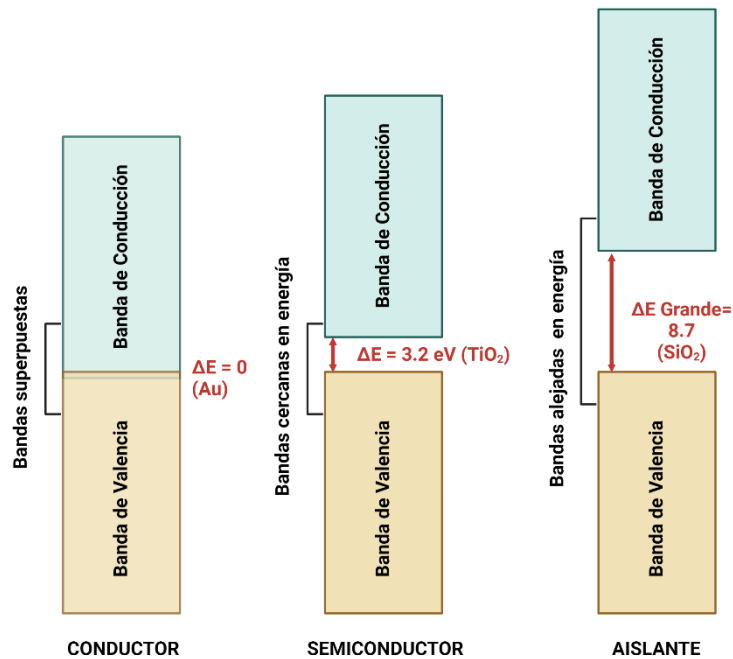 Bandas superpuestas
Banda de Conducción
Banda de Valencia
ΔE = 0
(Au)
CONDUCTOR
Bandas cercanas en energía
Banda de Conducción
ΔE = 3.2 eV (TiO₂)
Banda de Valencia
SEMICONDUCTOR
Bandas alejadas en energía
Banda de Conducción
ΔE Grande=
8.7
(SiO₂)
Banda de Valencia
AISLANTE